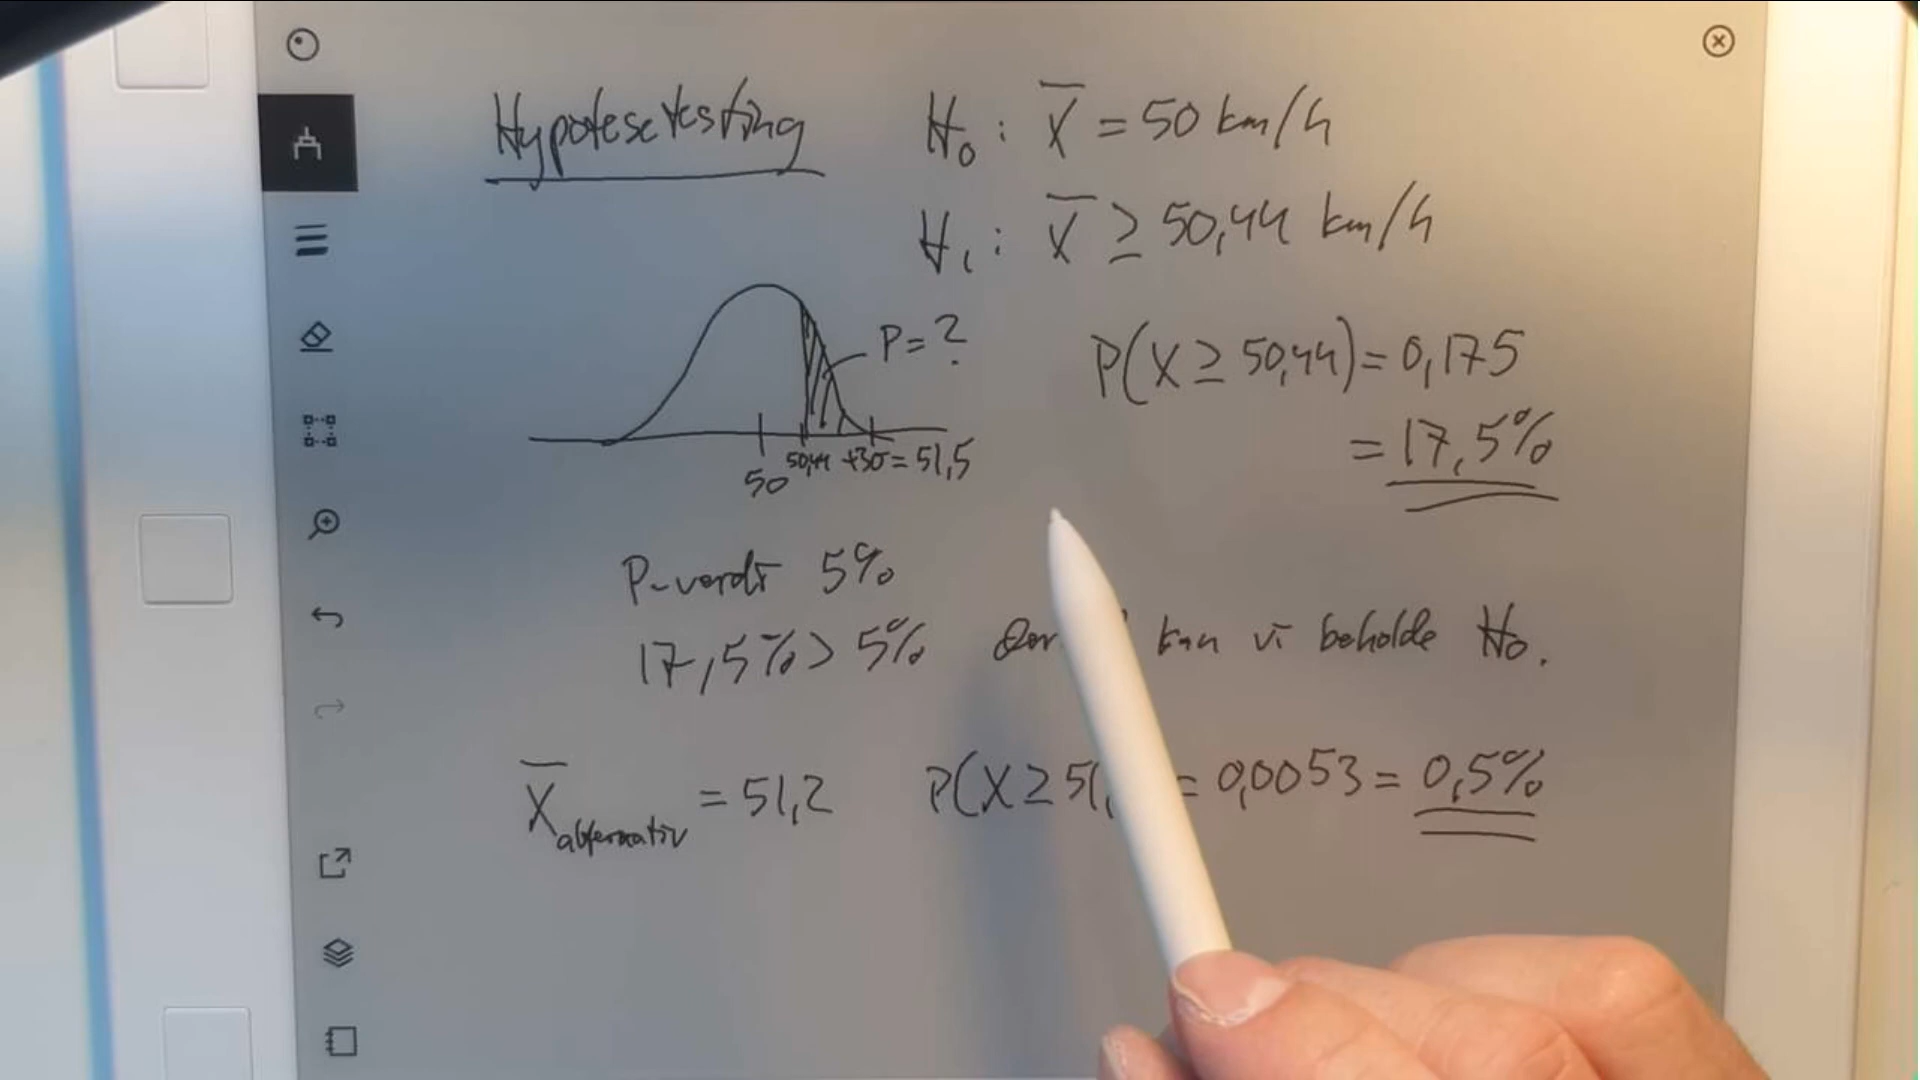 Hypotesetesting
H₀: X̄ = 50 km/h
H₁: X̄ ≥ 50,44 km/h
P = ?
50 50,44 +3σ = 51,5
P(X ≥ 50,44) = 0,175
= 17,5%
P-verdi 5%
17,5% > 5% kan vi beholde H₀.
X̄ alternativ = 51,2 P(X ≥ 51, = 0,0053 = 0,5%